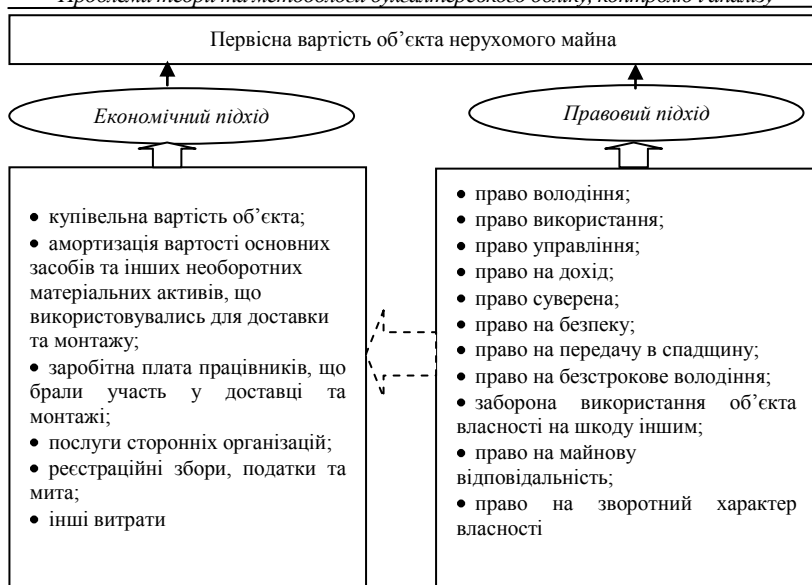 Проблеми теорії та методології бухгалтерського обліку, контролю і аналізу
Первісна вартість об’єкта нерухомого майна
Економічний підхід
Правовий підхід
• купівельна вартість об’єкта;
• амортизація вартості основних
засобів та інших необоротних
матеріальних активів, що
використовувались для доставки
та монтажу;
• заробітна плата працівників, що
брали участь у доставці та
монтажі;
• послуги сторонніх організацій;
• реєстраційні збори, податки та
мита;
• інші витрати
• право володіння;
• право використання;
• право управління;
• право на дохід;
• право суверена;
• право на безпеку;
• право на передачу в спадщину;
• право на безстрокове володіння;
• заборона використання об’єкта
власності на шкоду іншим;
• право на майнову
відповідальність;
• право на зворотний характер
власності